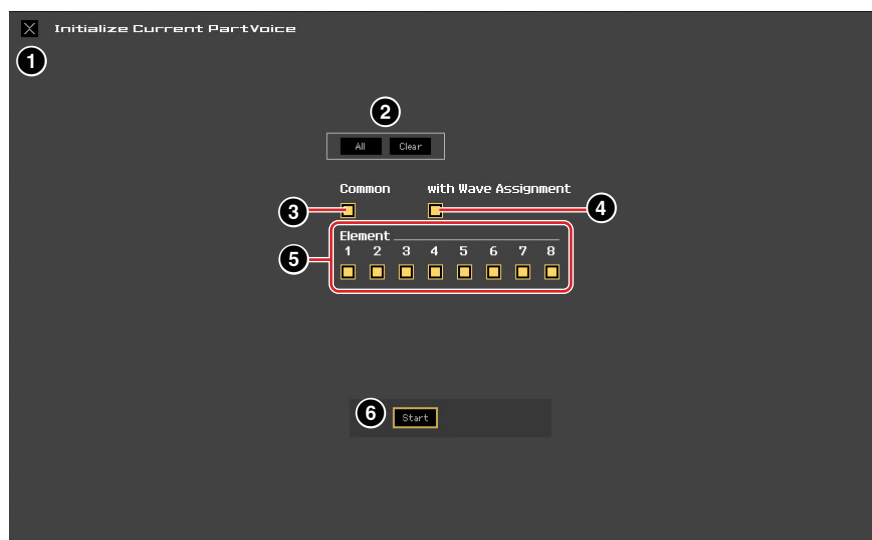 Initialize Current PartVoice
1
2
All Clear
Common with Wave Assignment
3 4
Element
5
1 2 3 4 5 6 7 8
6 Start